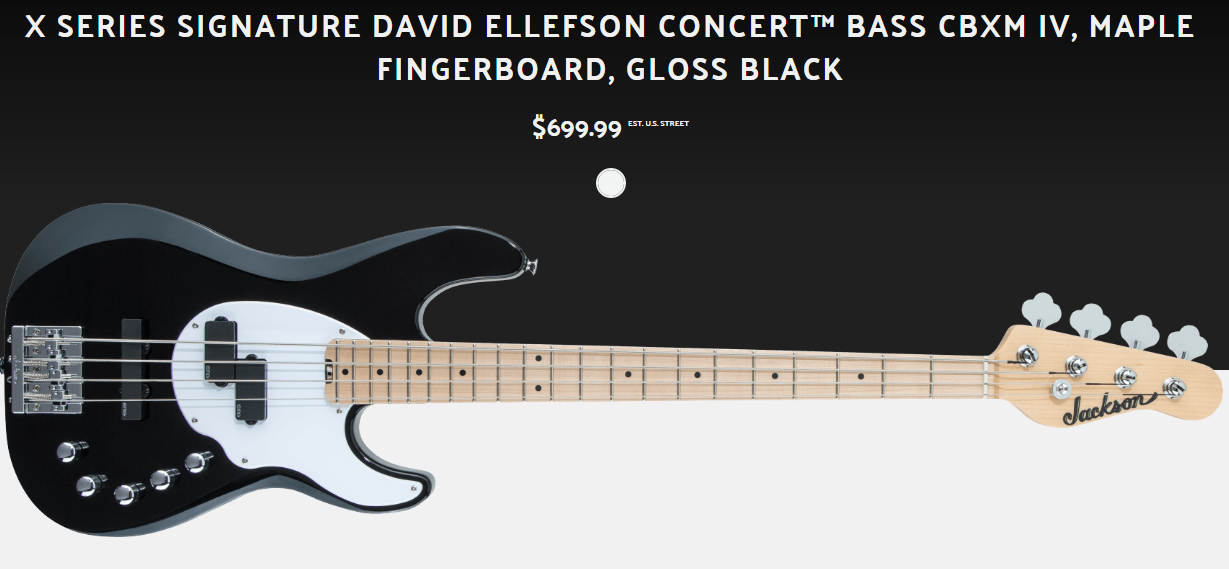 X SERIES SIGNATURE DAVID ELLEFSON CONCERT™ BASS CBXM IV, MAPLE
FINGERBOARD, GLOSS BLACK
$699.99 EST. U.S. STREET
Jackson